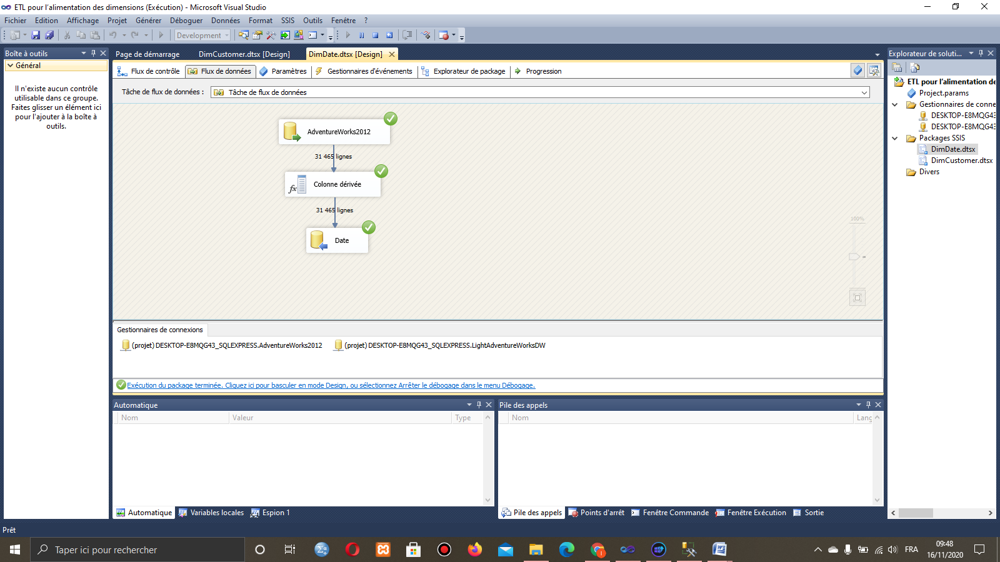 ETL pour l'alimentation des dimensions (Exécution) - Microsoft Visual Studio
Fichier Edition Affichage Projet Générer Déboguer Données Format SSIS Outils Fenêtre ?
Development
Boîte à outils
Général
Il n'existe aucun contrôle
utilisable dans ce groupe.
Faites glisser un élément ici
pour l'ajouter à la boîte à
outils.
Page de démarrage DimCustomer.dtsx [Design] DimDate.dtsx [Design]
Flux de contrôle Flux de données Paramètres Gestionnaires d'événements Explorateur de package Progression
Tâche de flux de données : Tâche de flux de données
AdventureWorks2012
31 465 lignes
Colonne dérivée
31 465 lignes
Date
100%
Gestionnaires de connexions
(projet) DESKTOP-E8MQG43_SQLEXPRESS.AdventureWorks2012 (projet) DESKTOP-E8MQG43_SQLEXPRESS.LightAdventureWorksDW
Exécution du package terminée. Cliquez ici pour basculer en mode Design, ou sélectionnez Arrêter le débogage dans le menu Débogage.
Automatique
Nom Valeur Type
Automatique Variables locales Espion 1
Pile des appels
Nom Lang
Pile des appels Points d'arrêt Fenêtre Commande Fenêtre Exécution Sortie
Explorateur de soluti...
ETL pour l'alimentation de
Project.params
Gestionnaires de conne
DESKTOP-E8MQG43
DESKTOP-E8MQG43
Packages SSIS
DimDate.dtsx
DimCustomer.dtsx
Divers
Prêt
Taper ici pour rechercher
FRA
09:48
16/11/2020